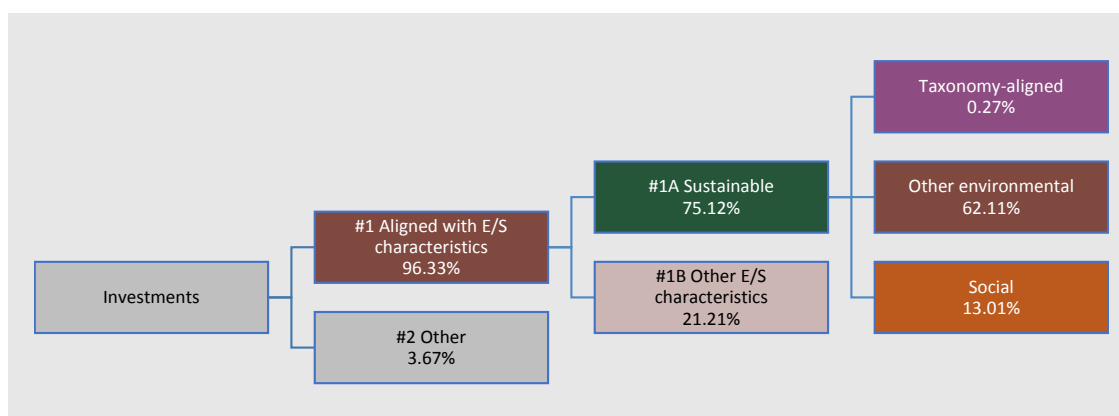 Investments
#1 Aligned with E/S
characteristics
96.33%
#2 Other
3.67%
#1A Sustainable
75.12%
#1B Other E/S
characteristics
21.21%
Taxonomy-aligned
0.27%
Other environmental
62.11%
Social
13.01%